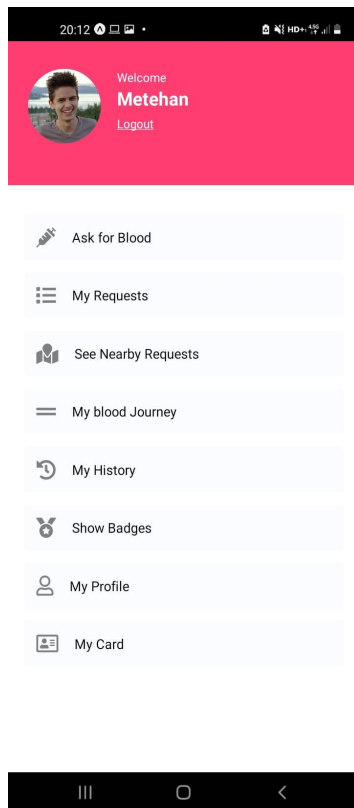 20:12
HD+
Welcome
Metehan
Logout
Ask for Blood
My Requests
See Nearby Requests
My blood Journey
My History
Show Badges
My Profile
My Card